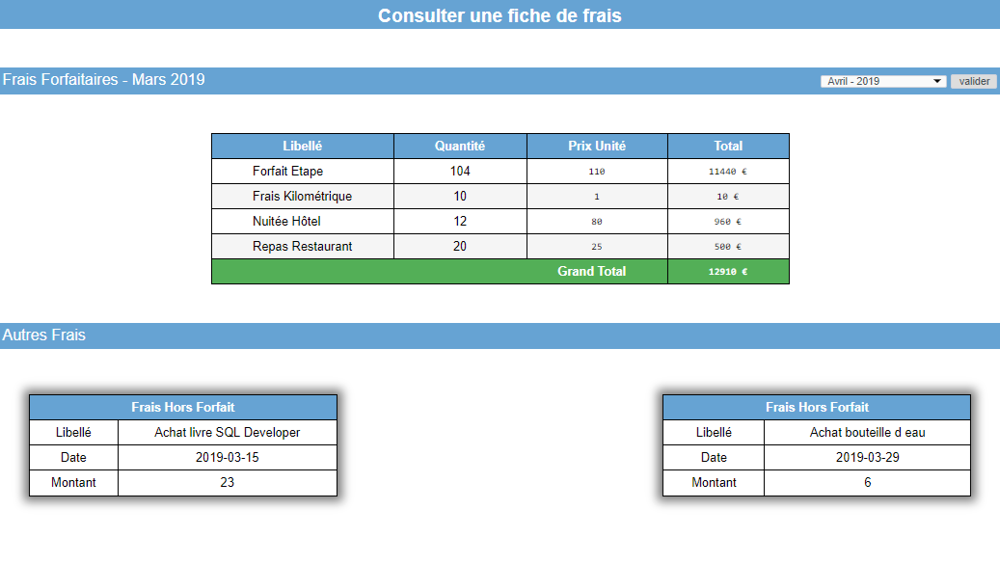 Consulter une fiche de frais
Frais Forfaitaires - Mars 2019 Avril - 2019 valider
Libellé Quantité Prix Unité Total
Forfait Etape 104 110 11440 €
Frais Kilométrique 10 1 10 €
Nuitée Hôtel 12 80 960 €
Repas Restaurant 20 25 500 €
Grand Total 12910 €
Autres Frais
Frais Hors Forfait
Libellé Achat livre SQL Developer
Date 2019-03-15
Montant 23
Frais Hors Forfait
Libellé Achat bouteille d eau
Date 2019-03-29
Montant 6